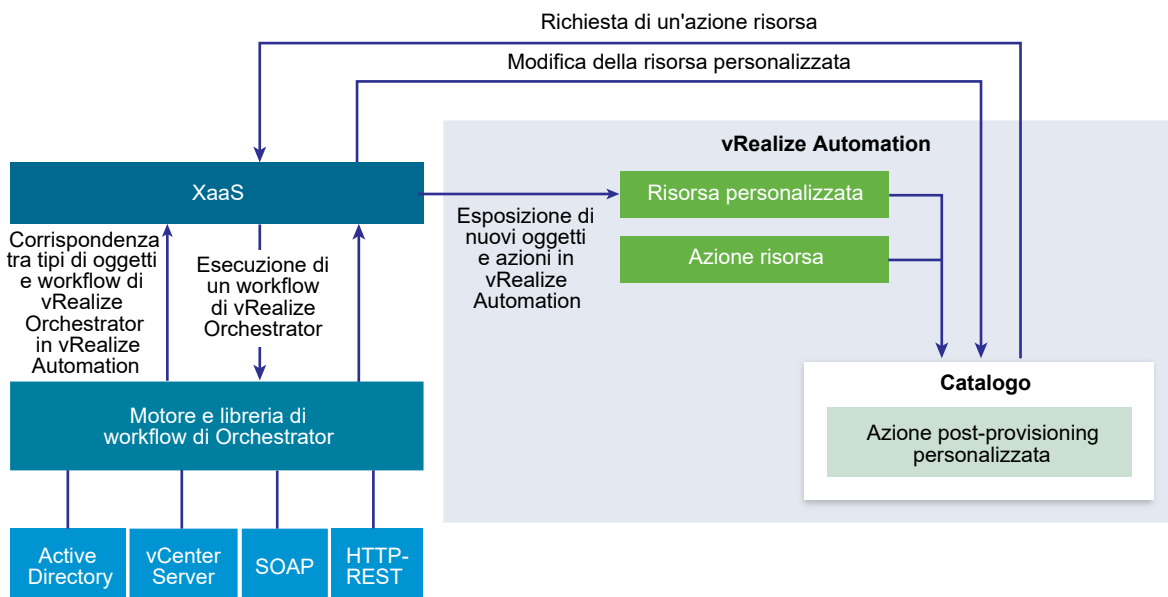 Richiesta di un'azione risorsa
Modifica della risorsa personalizzata
vRealize Automation
XaaS
Risorsa personalizzata
Azione risorsa
Esposizione di
nuovi oggetti
e azioni in
vRealize
Automation
Corrispondenza
tra tipi di oggetti
e workflow di
vRealize
Orchestrator
in vRealize
Automation
Esecuzione di
un workflow
di vRealize
Orchestrator
Catalogo
Azione post-provisioning
personalizzata
Motore e libreria di
workflow di Orchestrator
Active
Directory
vCenter
Server
SOAP
HTTP-
REST